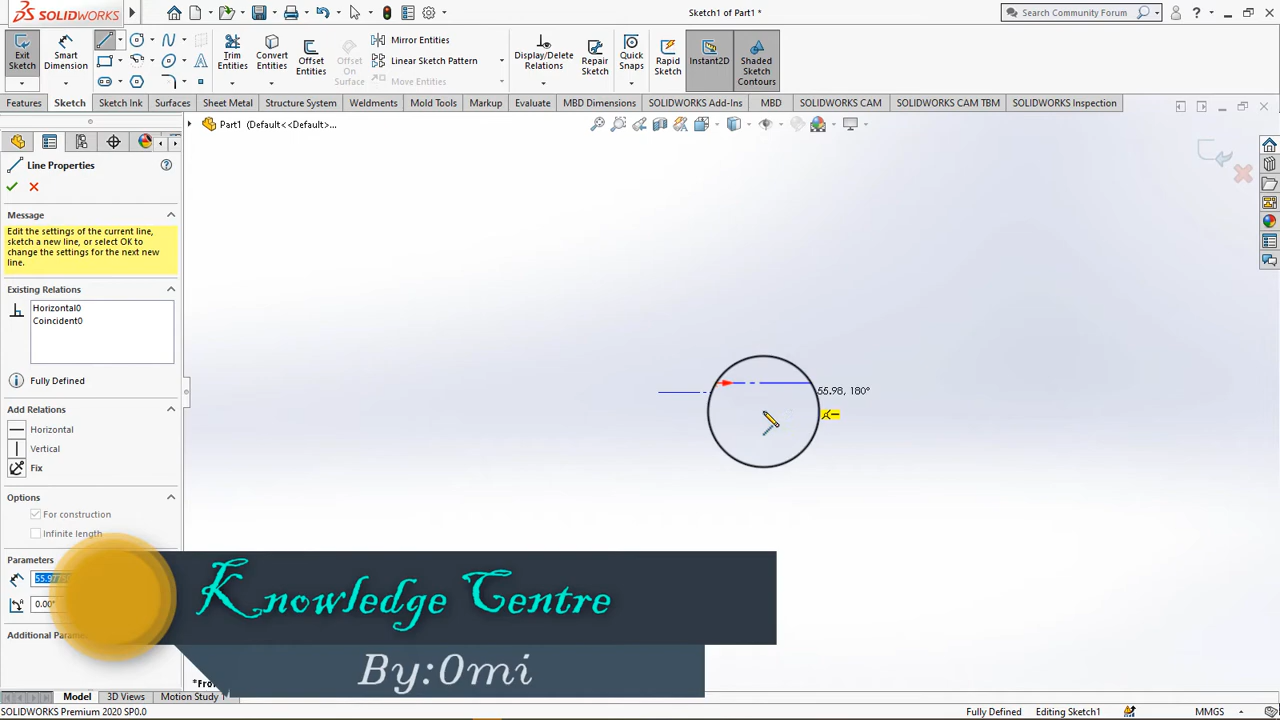 SOLIDWORKS
Sketch1 of Part1 *
Search Community Forum
Exit Sketch
Smart Dimension
Trim Entities
Convert Entities
Offset Entities
Offset On Surface
Mirror Entities
Linear Sketch Pattern
Move Entities
Display/Delete Relations
Repair Sketch
Quick Snaps
Rapid Sketch
Instant2D
Shaded Sketch Contours
Features
Sketch
Sketch Ink
Surfaces
Sheet Metal
Structure System
Weldments
Mold Tools
Markup
Evaluate
MBD Dimensions
SOLIDWORKS Add-Ins
MBD
SOLIDWORKS CAM
SOLIDWORKS CAM TBM
SOLIDWORKS Inspection
Part1 (Default<<Default>...
Line Properties
Message
Edit the settings of the current line,
sketch a new line, or select OK to
change the settings for the next new
line.
Existing Relations
Horizontal0
Coincident0
Fully Defined
Add Relations
Horizontal
Vertical
Fix
Options
For construction
Infinite length
Parameters
0.00°
55.98, 180°
Knowledge Centre
By:Omi
Model
3D Views
Motion Study 1
SOLIDWORKS Premium 2020 SP0.0
Fully Defined
Editing Sketch1
MMGS